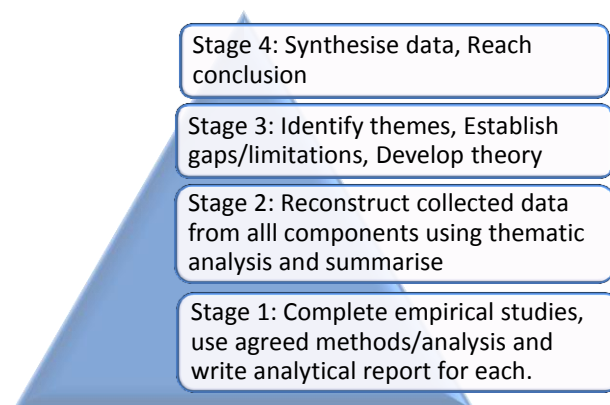 Stage 4: Synthesise data, Reach
conclusion
Stage 3: Identify themes, Establish
gaps/limitations, Develop theory
Stage 2: Reconstruct collected data
from alll components using thematic
analysis and summarise
Stage 1: Complete empirical studies,
use agreed methods/analysis and
write analytical report for each.